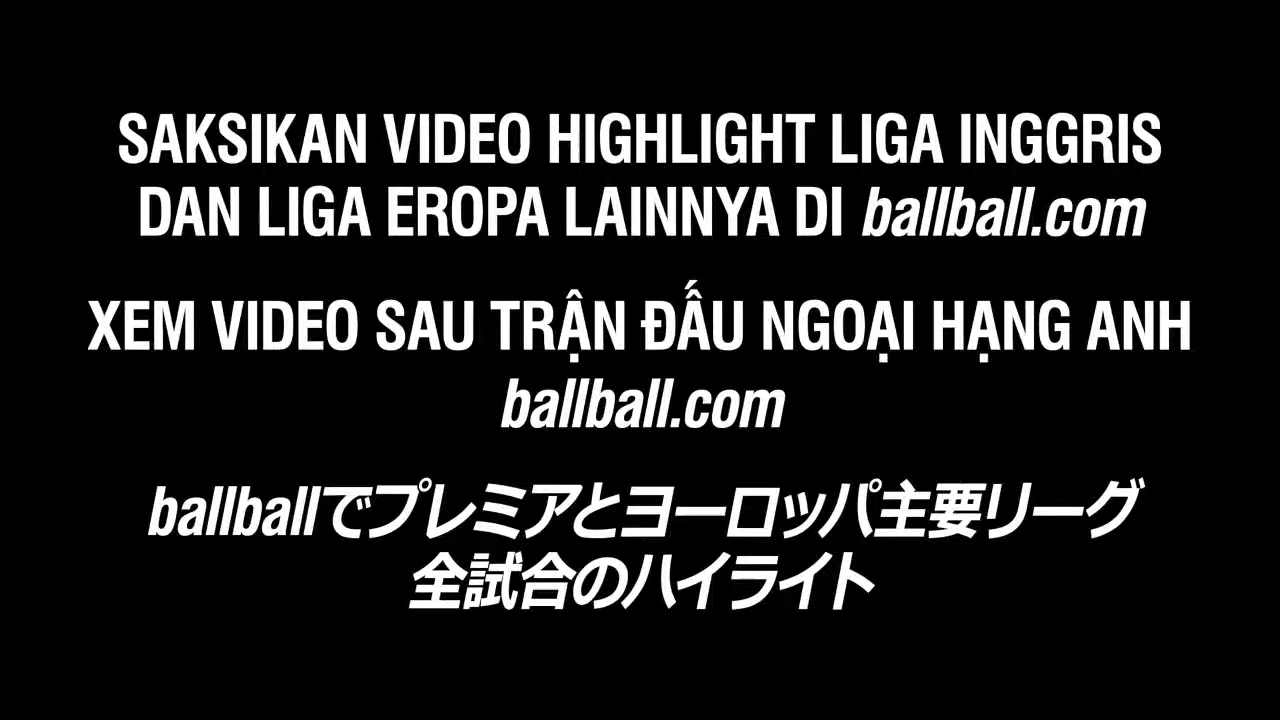 SAKSIKAN VIDEO HIGHLIGHT LIGA INGGRIS
DAN LIGA EROPA LAINNYA DI ballball.com
XEM VIDEO SAU TRẬN ĐẤU NGOẠI HẠNG ANH
ballball.com
ballballでプレミアとヨーロッパ主要リーグ
全試合のハイライト